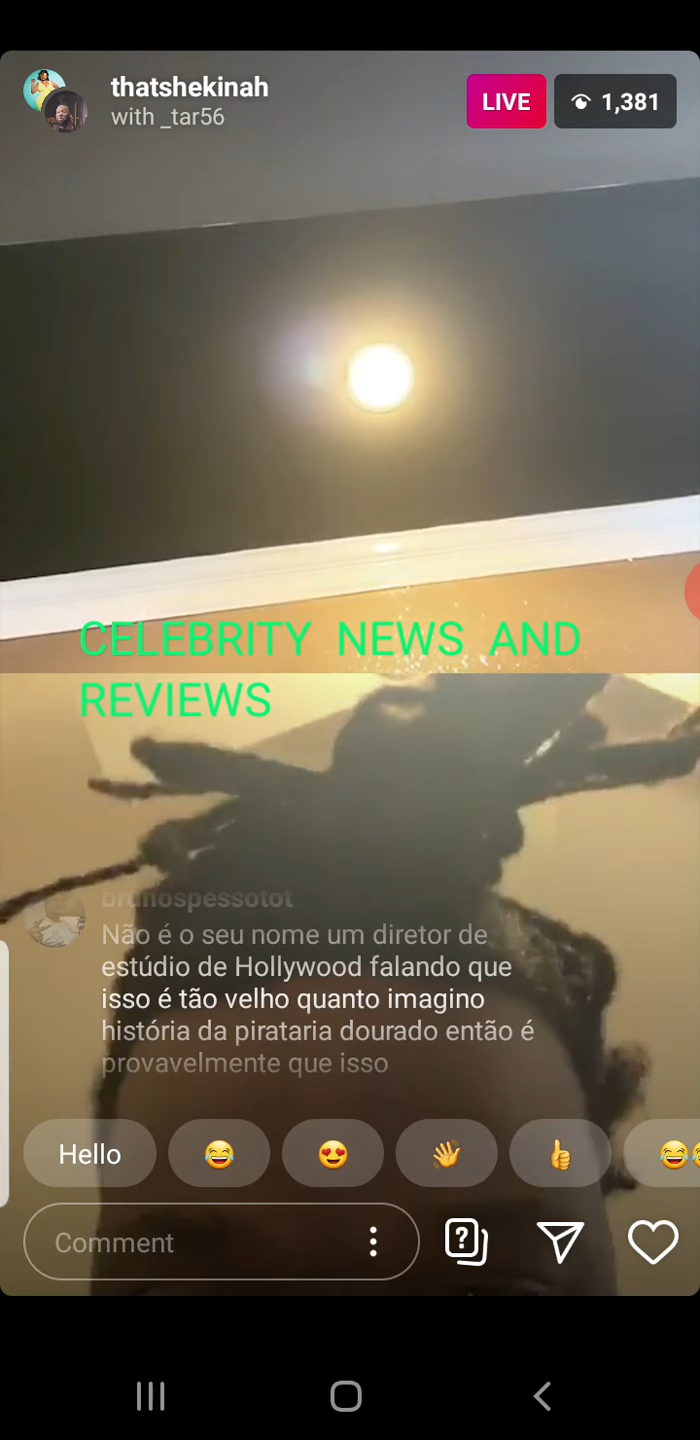 thatshekinah
with _tar56
LIVE
1,381
CELEBRITY NEWS AND
REVIEWS
brunospessotot
Não é o seu nome um diretor de
estúdio de Hollywood falando que
isso é tão velho quanto imagino
história da pirataria dourado então é
provavelmente que isso
Hello
Comment